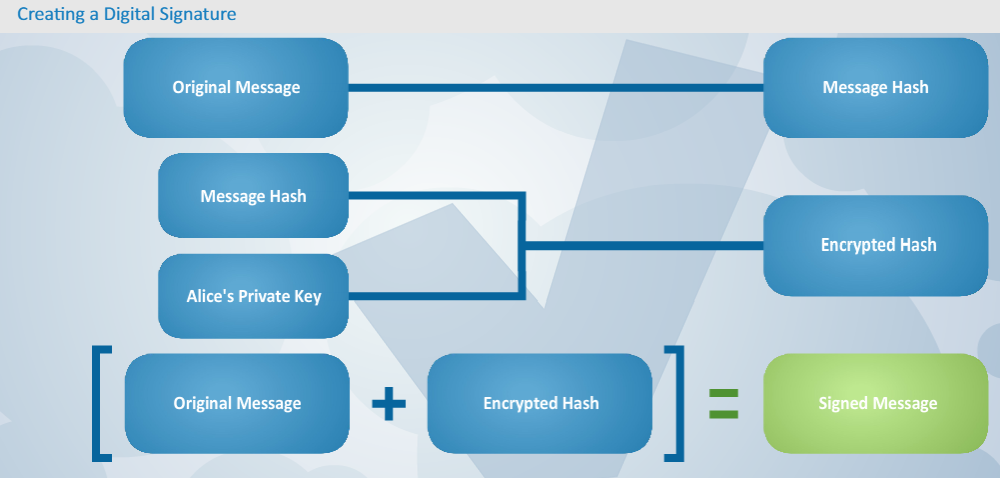 Creating a Digital Signature
Original Message
Message Hash
Message Hash
Alice's Private Key
Encrypted Hash
Original Message
+
Encrypted Hash
=
Signed Message